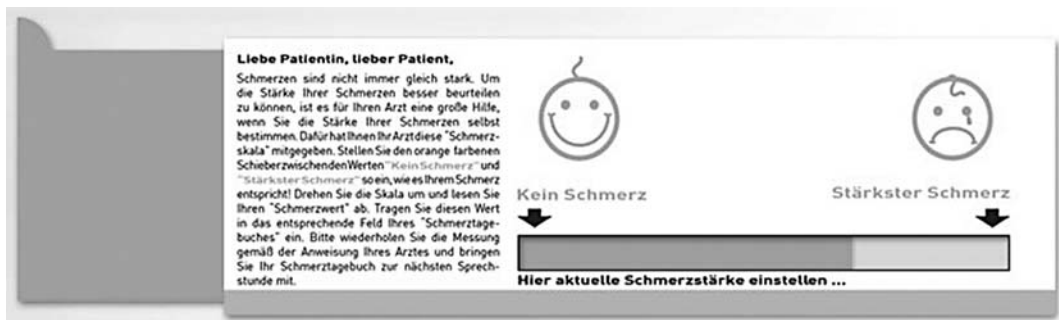 Liebe Patientin, lieber Patient,
Schmerzen sind nicht immer gleich stark. Um
die Stärke Ihrer Schmerzen besser beurteilen
zu können, ist es für Ihren Arzt eine große Hilfe,
wenn Sie die Stärke Ihrer Schmerzen selbst
bestimmen. Dafür hat Ihnen Ihr Arzt diese "Schmerz-
skala" mitgegeben. Stellen Sie den orange farbenen
Schieber zwischen den Werten "Kein Schmerz" und
"Stärkster Schmerz" so ein, wie es Ihrem Schmerz
entspricht! Drehen Sie die Skala um und lesen Sie
Ihren "Schmerzwert" ab. Tragen Sie diesen Wert
in das entsprechende Feld Ihres "Schmerztage-
buches" ein. Bitte wiederholen Sie die Messung
gemäß der Anweisung Ihres Arztes und bringen
Sie Ihr Schmerztagebuch zur nächsten Sprech-
stunde mit.
Kein Schmerz
Stärkster Schmerz
Hier aktuelle Schmerzstärke einstellen ...